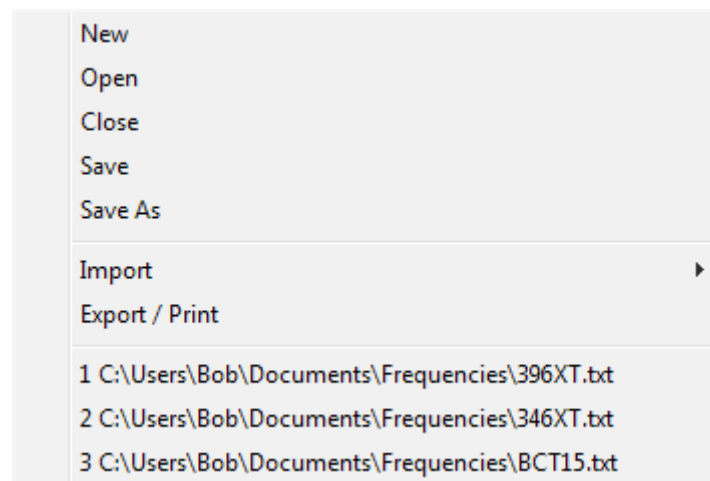 New
Open
Close
Save
Save As
Import
Export / Print
1 C:\Users\Bob\Documents\Frequencies\396XT.txt
2 C:\Users\Bob\Documents\Frequencies\346XT.txt
3 C:\Users\Bob\Documents\Frequencies\BCT15.txt